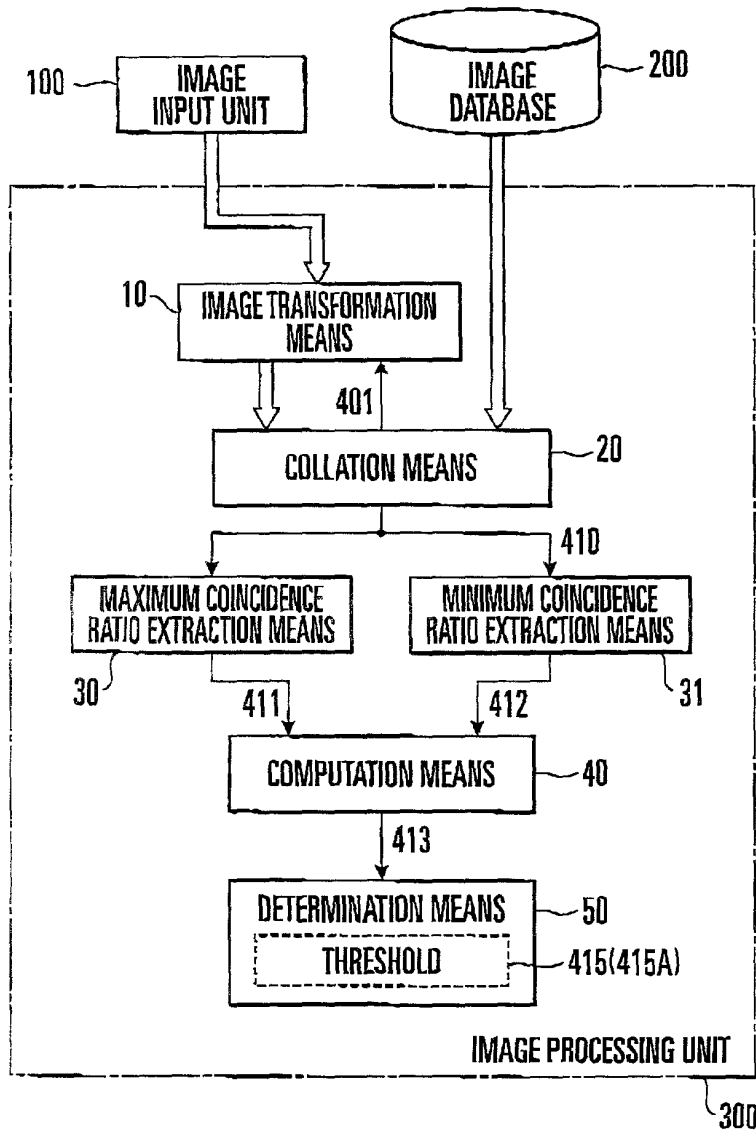 100
IMAGE
INPUT UNIT
IMAGE
DATABASE
200
10
IMAGE TRANSFORMATION
MEANS
401
COLLATION MEANS
20
410
MAXIMUM COINCIDENCE
RATIO EXTRACTION MEANS
MINIMUM COINCIDENCE
RATIO EXTRACTION MEANS
30
411
412
31
COMPUTATION MEANS
40
413
DETERMINATION MEANS
50
THRESHOLD
415(415A)
IMAGE PROCESSING UNIT
300